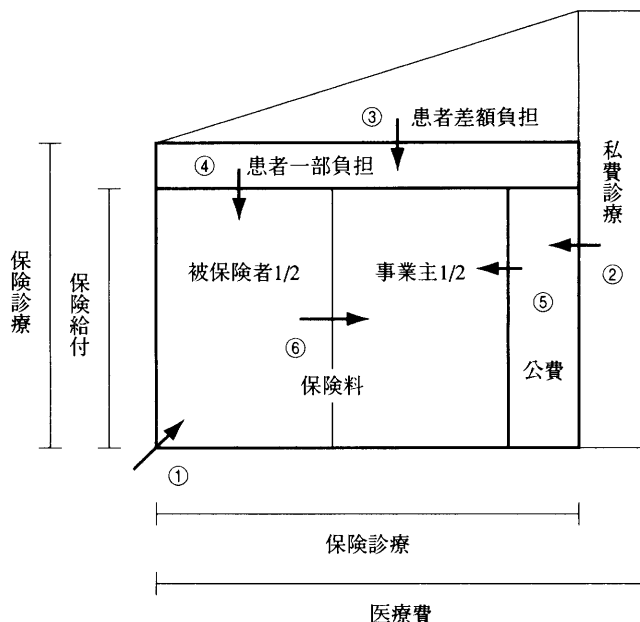 ③ 患者差額負担
④ 患者一部負担
私費診療
②
保険診療
保険給付
被保険者1/2
事業主1/2
⑤
⑥
保険料
公費
①
保険診療
医療費